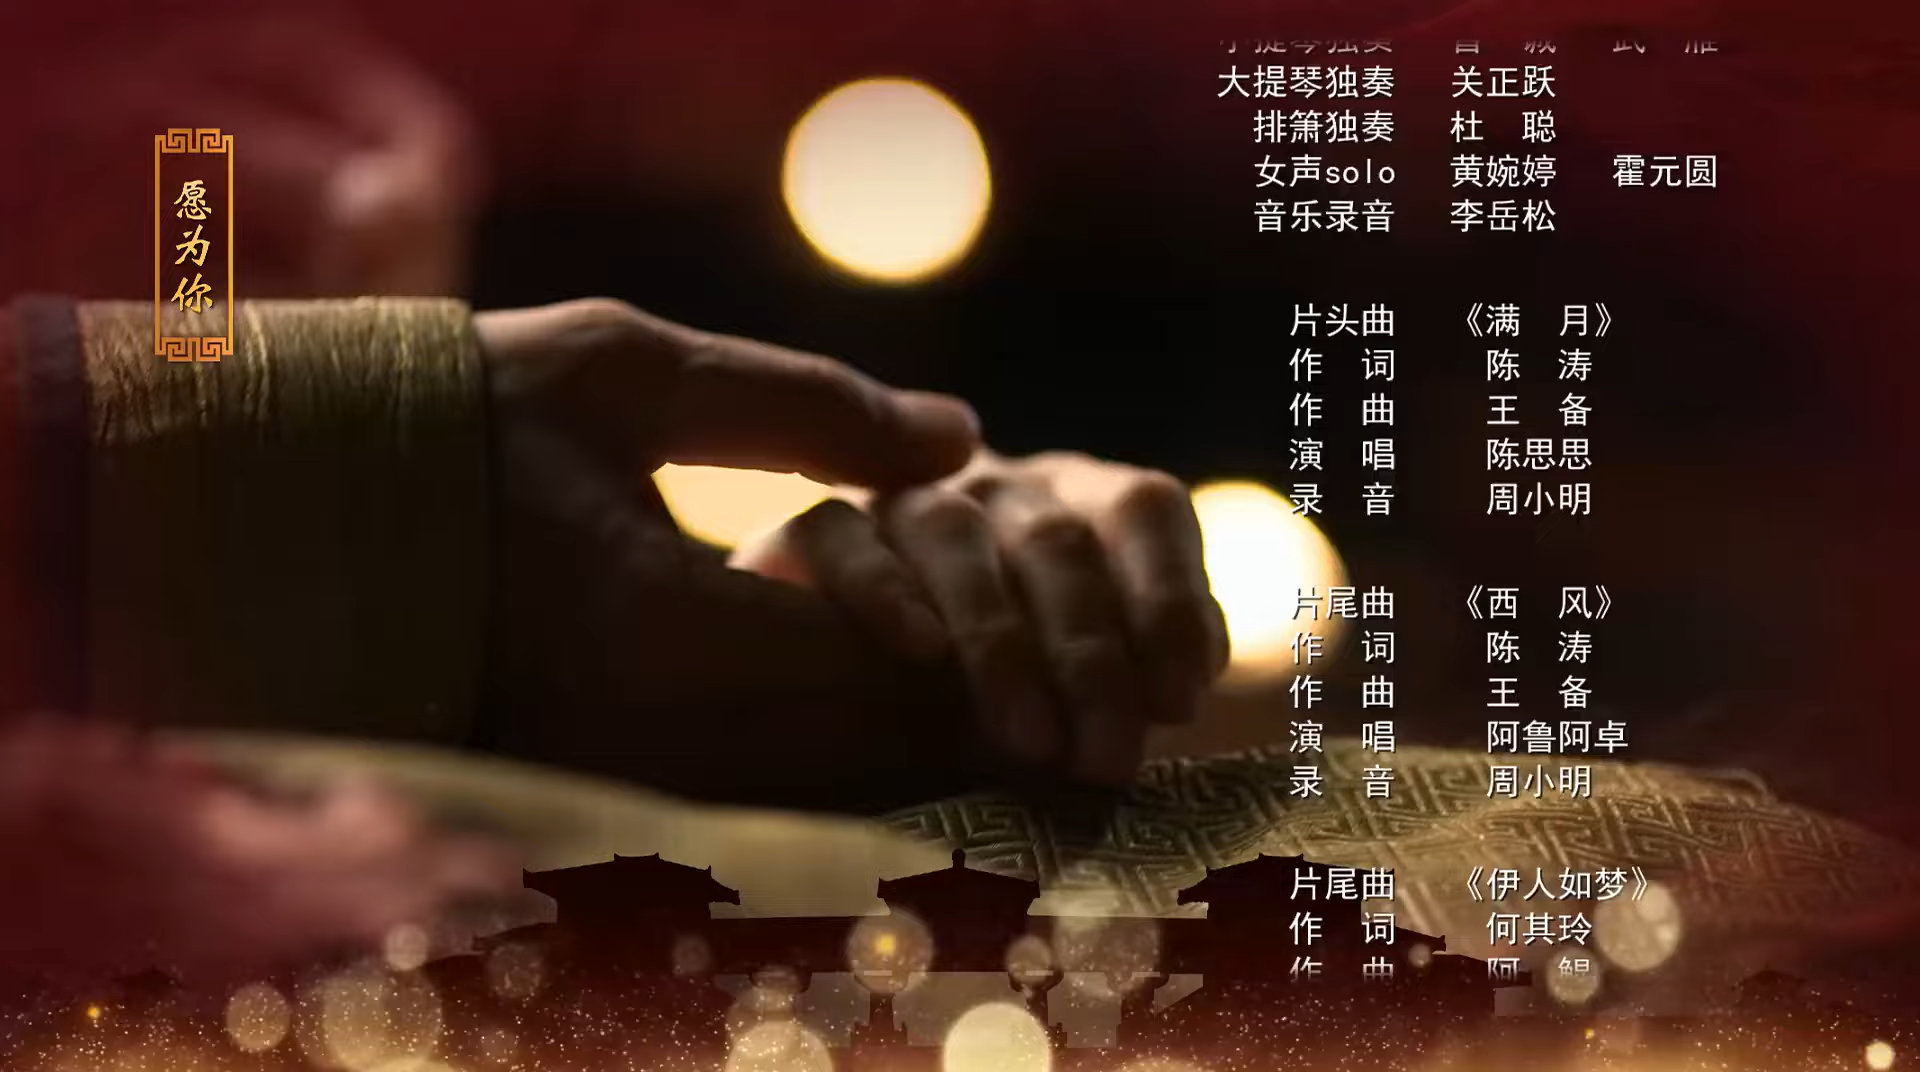 愿为你
大提琴独奏 关正跃
排箫独奏 杜 聪
女声solo 黄婉婷 霍元圆
音乐录音 李岳松
片头曲 《满 月》
作 词 陈 涛
作 曲 王 备
演 唱 陈思思
录 音 周小明
片尾曲 《西 风》
作 词 陈 涛
作 曲 王 备
演 唱 阿鲁阿卓
录 音 周小明
片尾曲 《伊人如梦》
作 词 何其玲
作 曲 阿 鲲